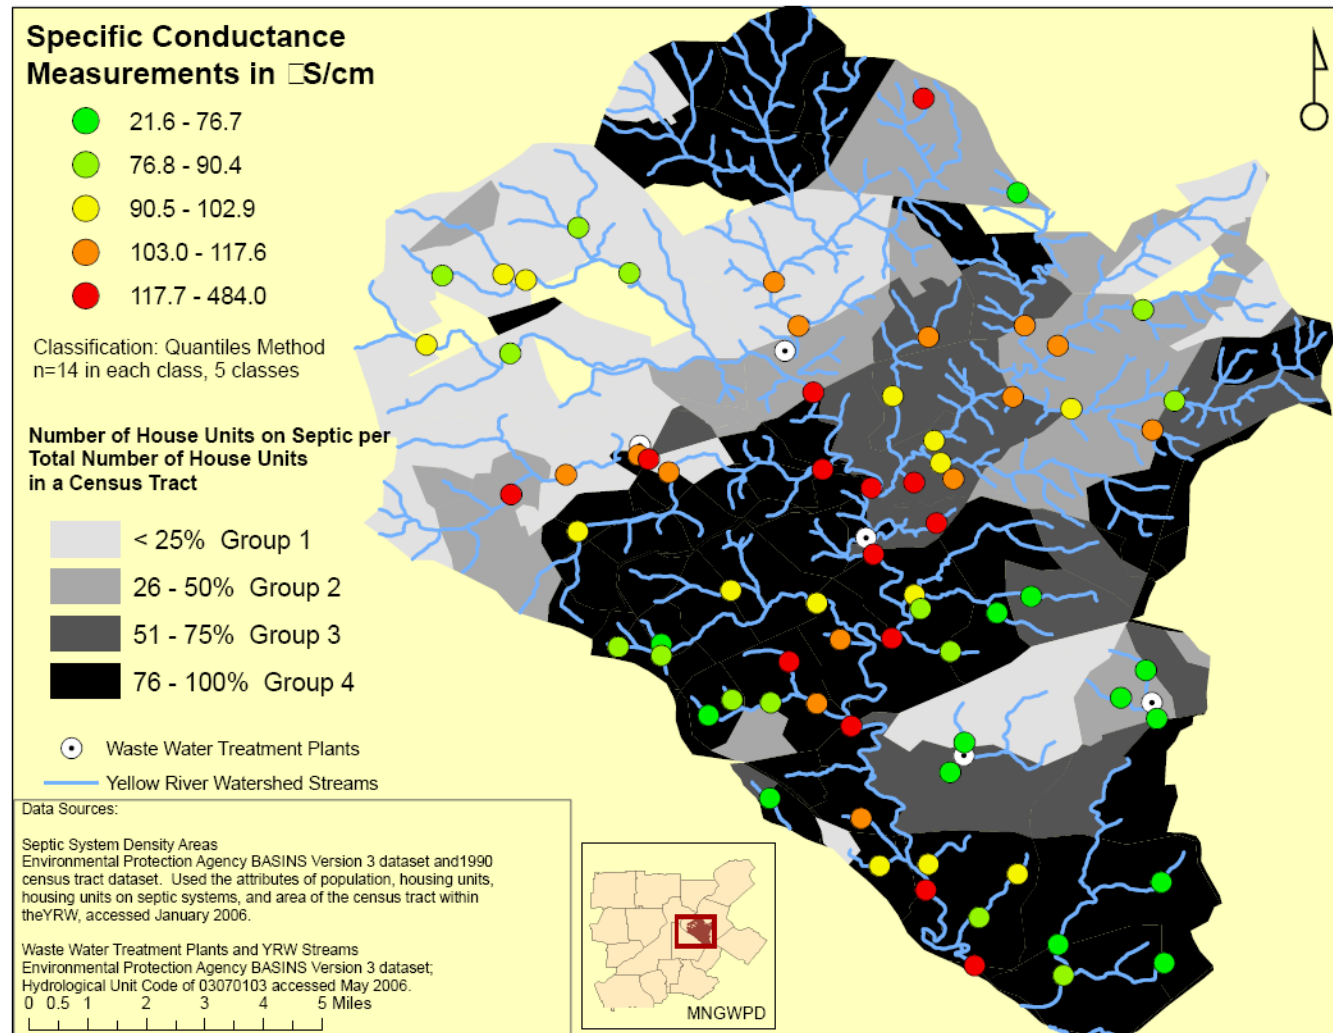 Specific Conductance
Measurements in □S/cm
21.6 - 76.7
76.8 - 90.4
90.5 - 102.9
103.0 - 117.6
117.7 - 484.0
Classification: Quantiles Method
n=14 in each class, 5 classes
Number of House Units on Septic per
Total Number of House Units
in a Census Tract
< 25% Group 1
26 - 50% Group 2
51 - 75% Group 3
76 - 100% Group 4
Waste Water Treatment Plants
Yellow River Watershed Streams
Data Sources:
Septic System Density Areas
Environmental Protection Agency BASINS Version 3 dataset and1990
census tract dataset. Used the attributes of population, housing units,
housing units on septic systems, and area of the census tract within
theYRW, accessed January 2006.
Waste Water Treatment Plants and YRW Streams
Environmental Protection Agency BASINS Version 3 dataset;
Hydrological Unit Code of 03070103 accessed May 2006.
0 0.5 1 2 3 4 5 Miles
MNGWPD